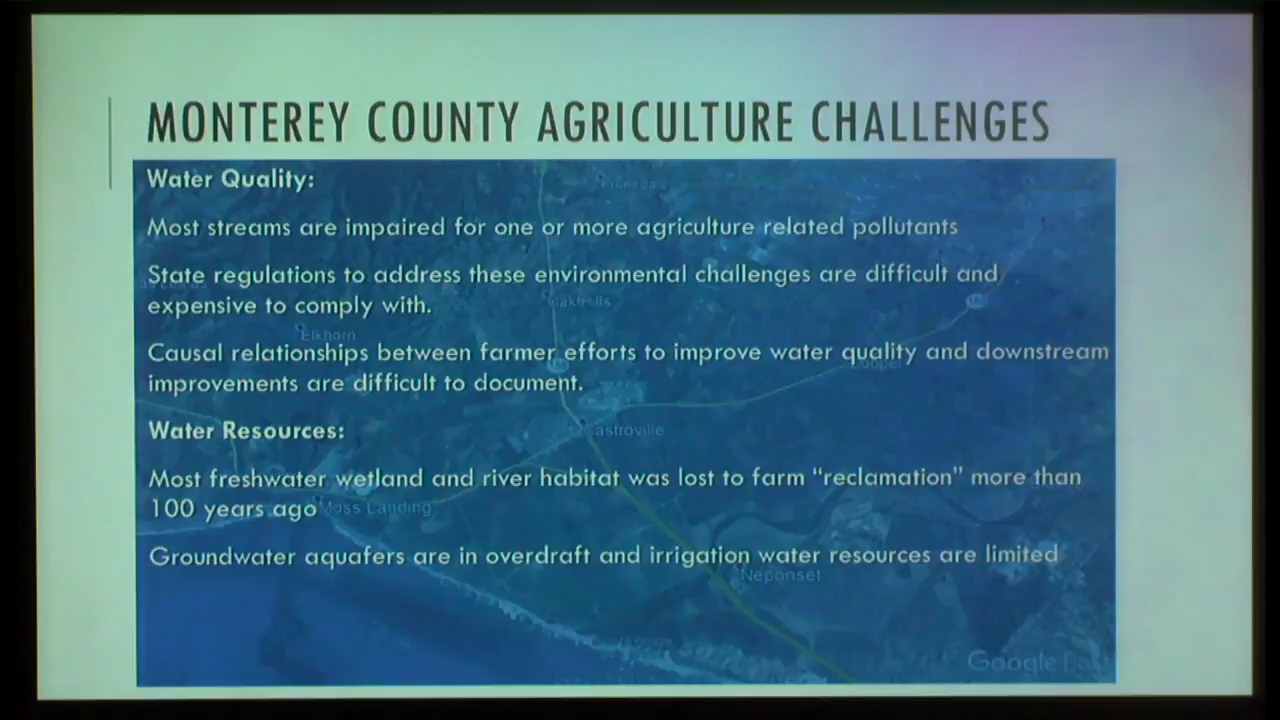 MONTEREY COUNTY AGRICULTURE CHALLENGES
Water Quality:
Most streams are impaired for one or more agriculture related pollutants
State regulations to address these environmental challenges are difficult and
expensive to comply with.
Elkhorn
Causal relationships between farmer efforts to improve water quality and downstream
improvements are difficult to document.
Water Resources:
Castroville
Most freshwater wetland and river habitat was lost to farm “reclamation” more than
100 years ago
Moss Landing
Groundwater aquafers are in overdraft and irrigation water resources are limited
Neponset
Google